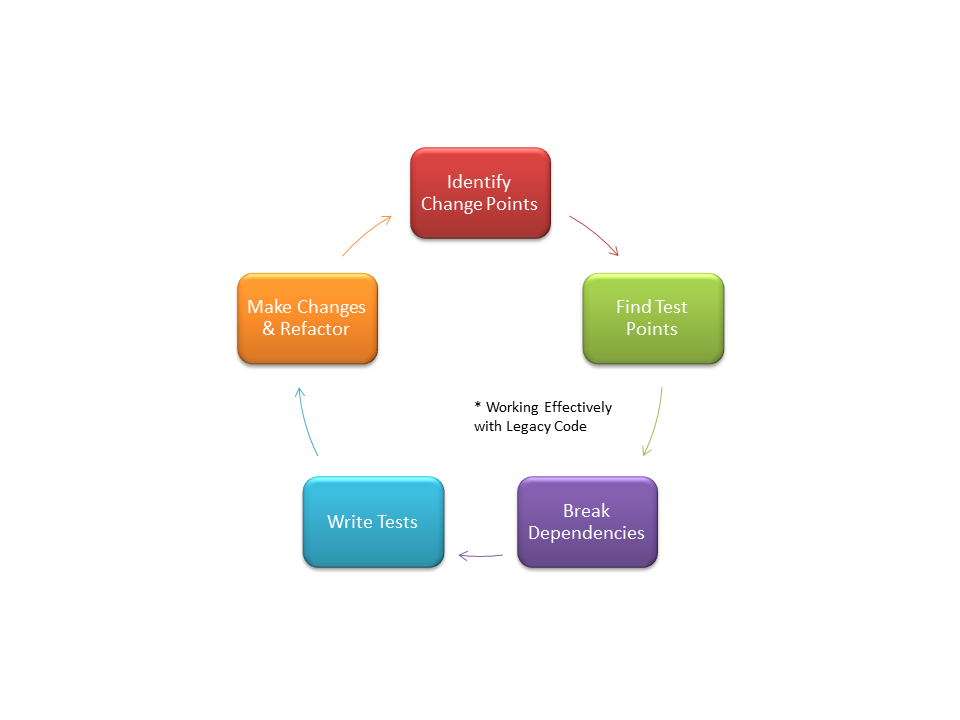 Identify
Change Points
Make Changes
& Refactor
Find Test
Points
* Working Effectively
with Legacy Code
Write Tests
Break
Dependencies